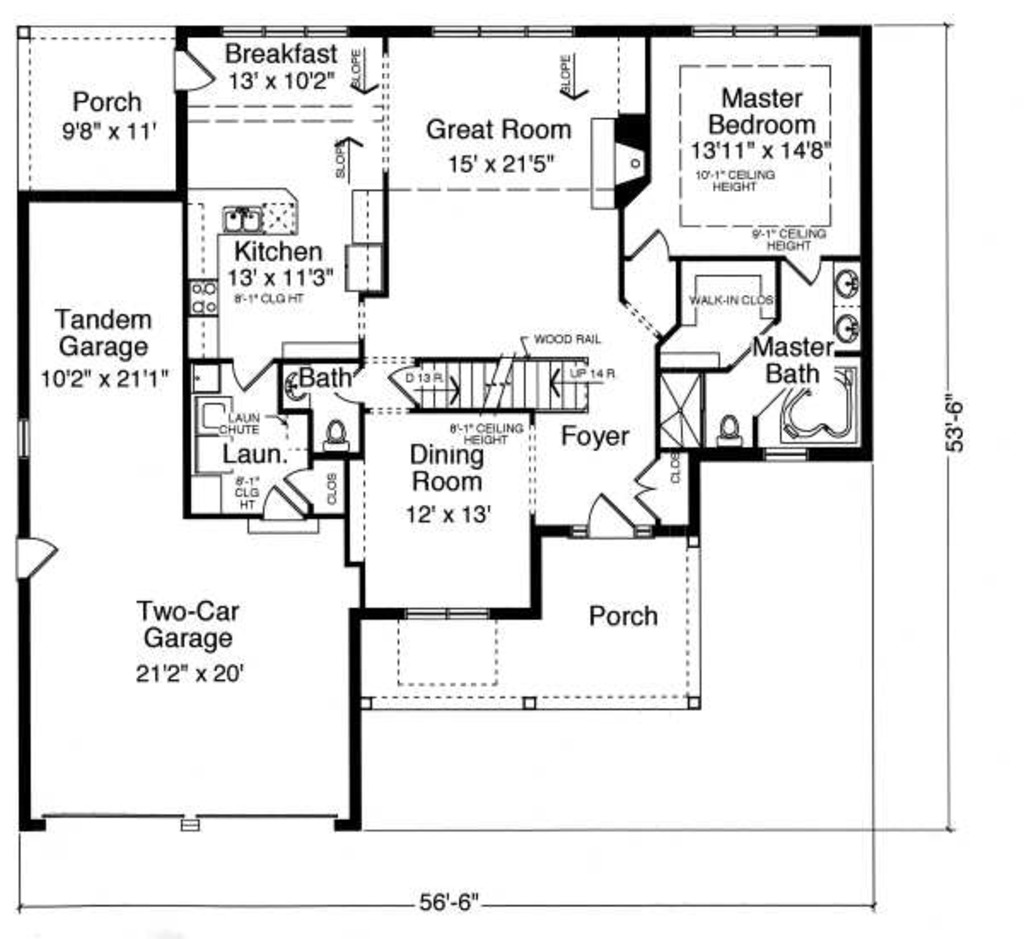 Breakfast
13' x 10'2"
SLOPE
SLOPE
SLOPE
Porch
9'8" x 11'
Great Room
15' x 21'5"
Master
Bedroom
13'11" x 14'8"
10'-1" CEILING
HEIGHT
9'-1" CEILING
HEIGHT
Kitchen
13' x 11'3"
8'-1" CLG HT
WALK-IN CLOS
Tandem
Garage
10'2" x 21'1"
WOOD RAIL
Master
Bath
Bath
D 13 R.
UP 14 R.
LAUN
CHUTE
Laun.
8'-1"
CLG
HT
CLOS
8'-1" CEILING
HEIGHT
Dining
Room
12' x 13'
Foyer
CLOS
53'-6"
Two-Car
Garage
21'2" x 20'
Porch
56'-6"